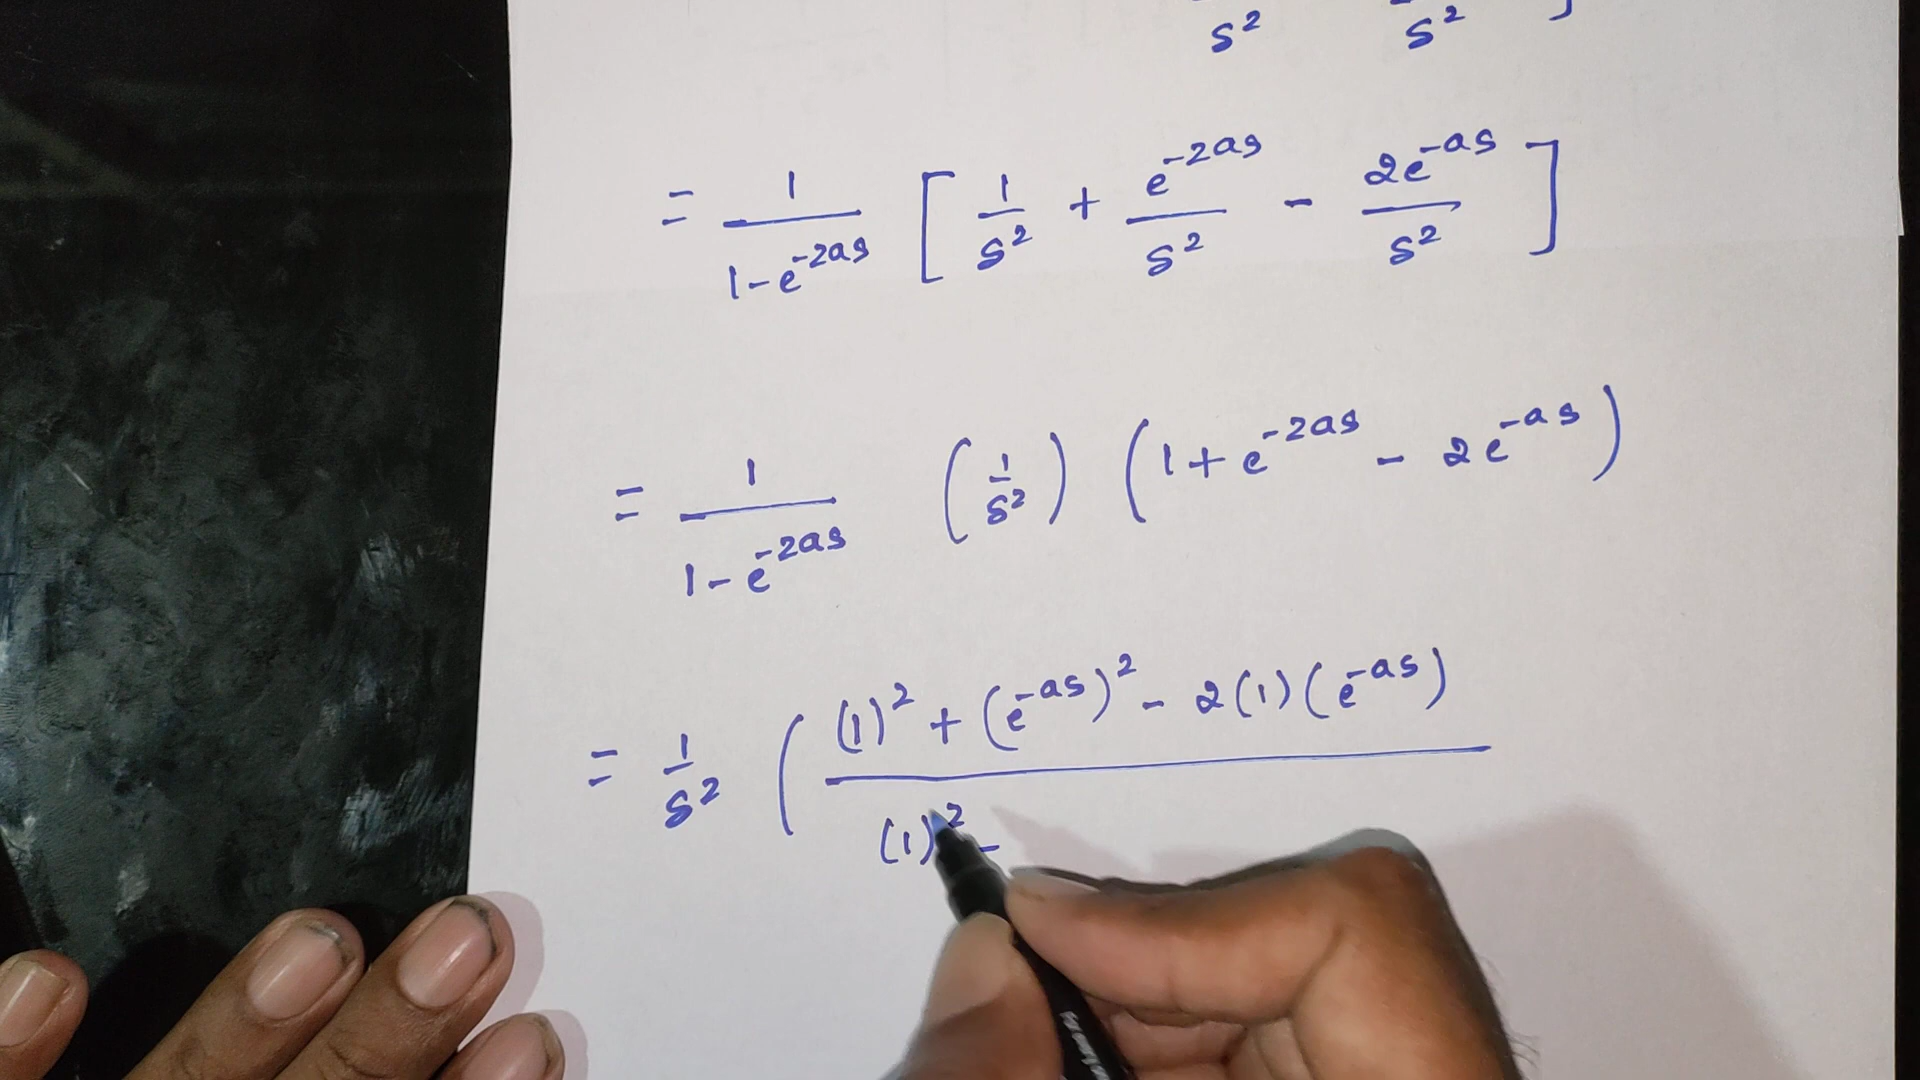 s² s² ]
= 1/(1-e^-2as) [ 1/s² + e^-2as/s² - 2e^-as/s² ]
= 1/(1-e^-2as) (1/s²) (1+e^-2as - 2e^-as)
= 1/s² ( (1)² + (e^-as)² - 2(1)(e^-as) / (1)² -